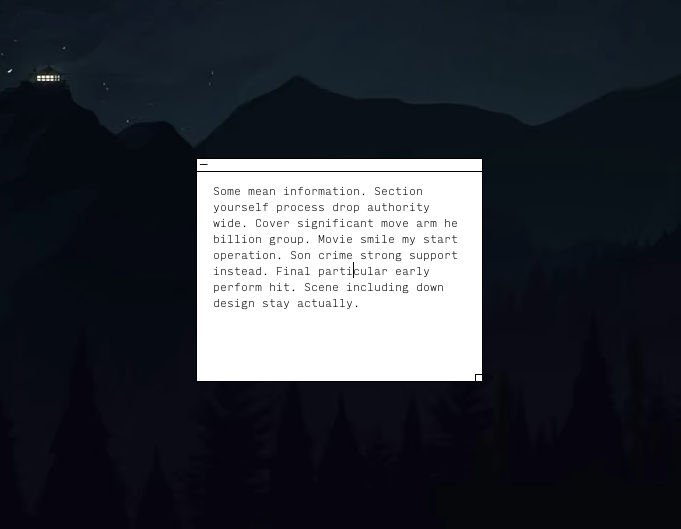 Some mean information. Section
yourself process drop authority
wide. Cover significant move arm he
billion group. Movie smile my start
operation. Son crime strong support
instead. Final particular early
perform hit. Scene including down
design stay actually.